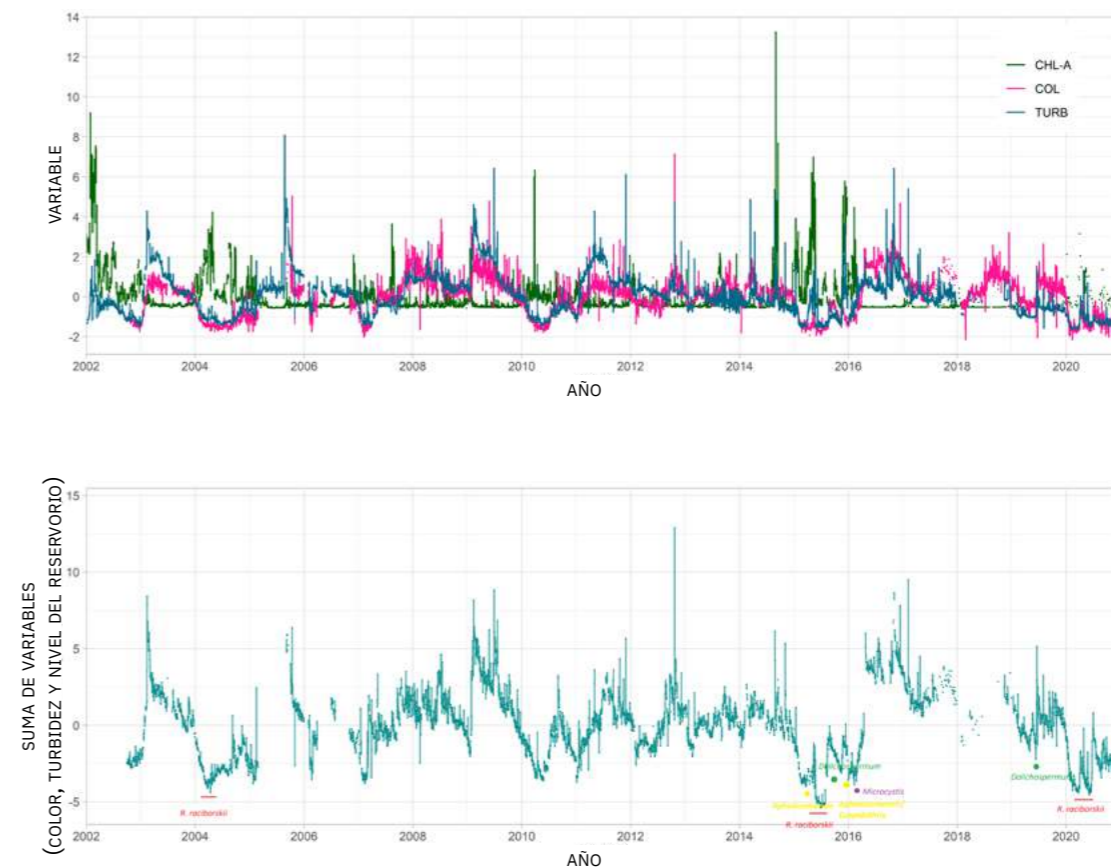 14
12
10
8
6
4
2
0
-2
VARIABLE
CHL-A
COL
TURB
2002 2004 2006 2008 2010 2012 2014 2016 2018 2020
AÑO
SUMA DE VARIABLES
(COLOR, TURBIDEZ Y NIVEL DEL RESERVORIO)
15
10
5
0
-5
R. raciborskii
Dolichospermum
Microcystis
R. raciborskii
Dolichospermum
R. raciborskii
2002 2004 2006 2008 2010 2012 2014 2016 2018 2020
AÑO